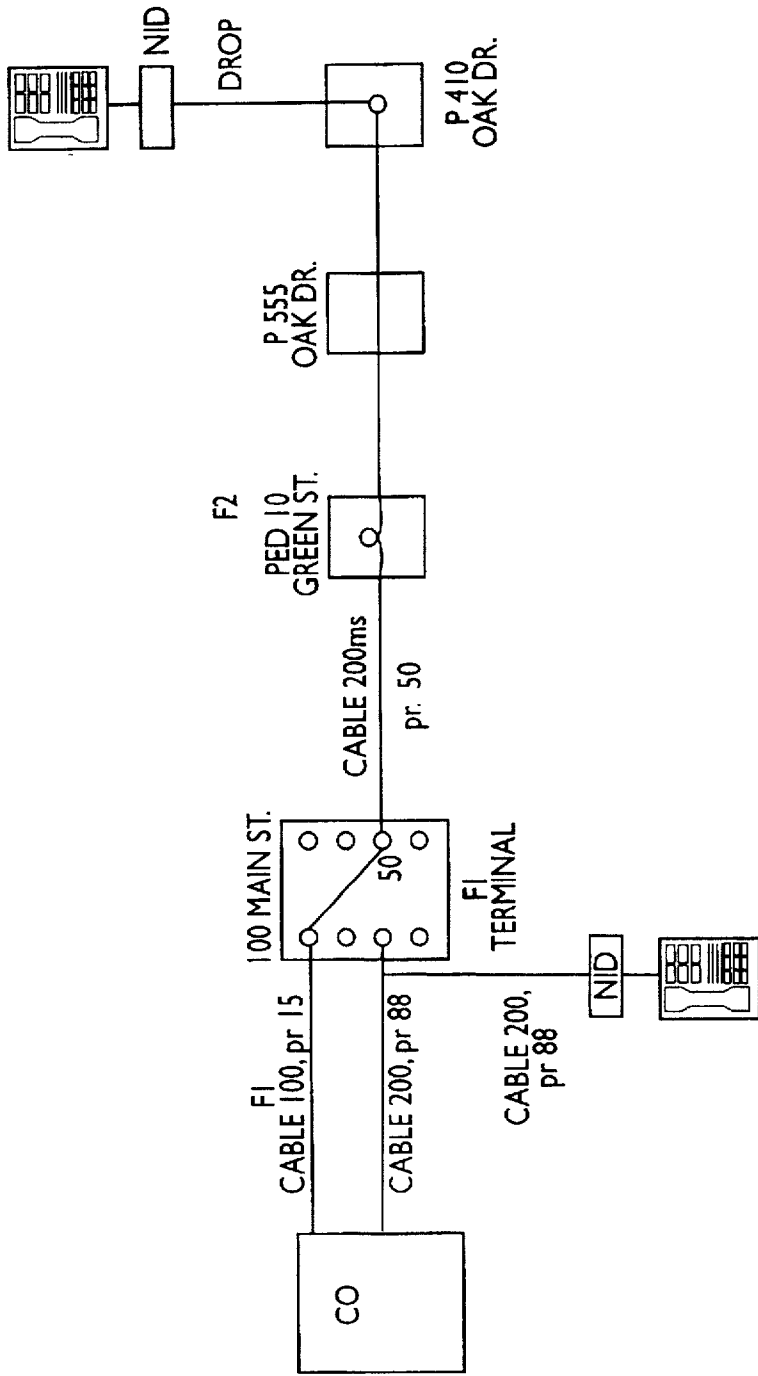 CO
F1
CABLE 100, pr 15
CABLE 200, pr 88
CABLE 200,
pr 88
NID
100 MAIN ST.
50
F1
TERMINAL
CABLE 200ms
pr. 50
F2
PED 10
GREEN ST.
P 555
OAK DR.
P 410
OAK DR.
DROP
NID